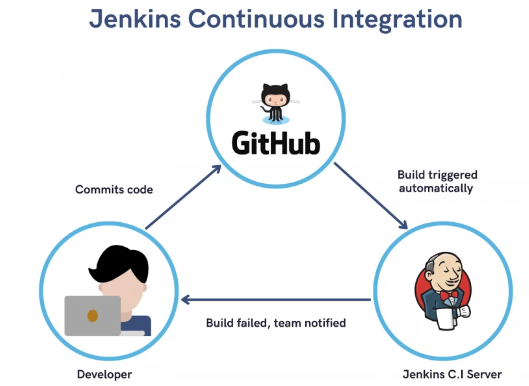 Jenkins Continuous Integration
GitHub
Commits code
Build triggered
automatically
Build failed, team notified
Developer
Jenkins C.I Server